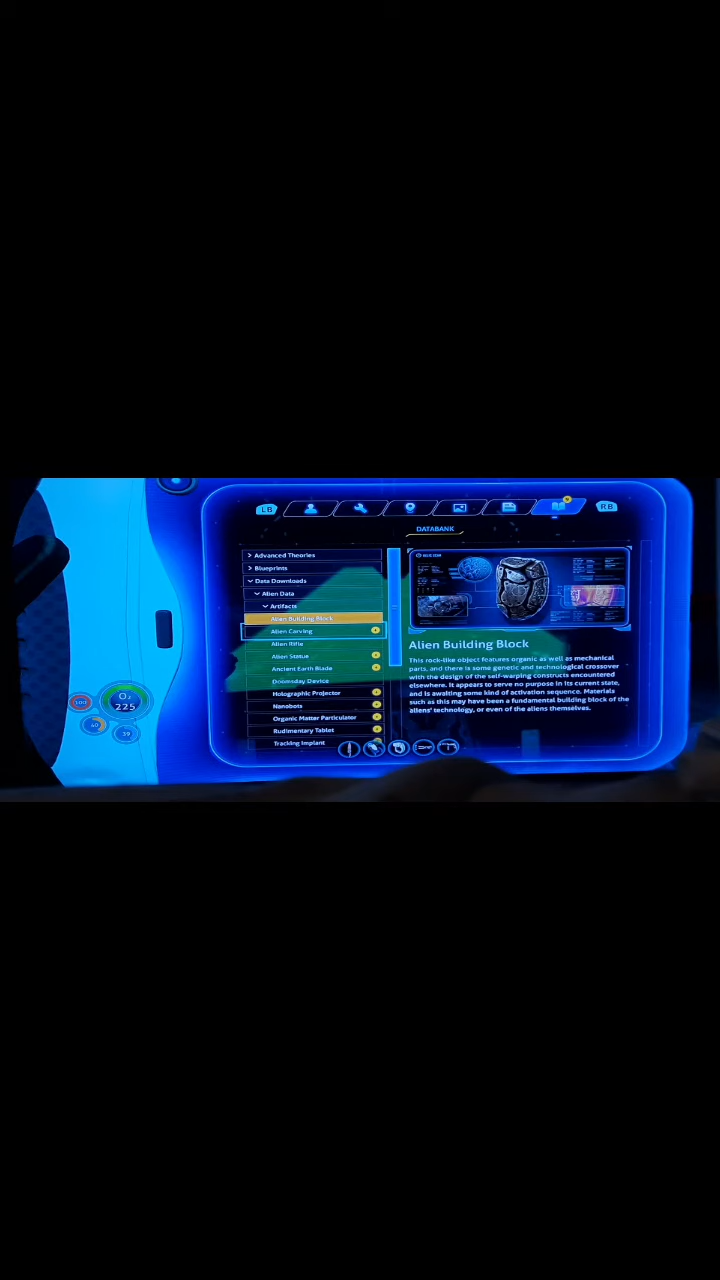 LB
RB
DATABANK
> Advanced Theories
> Blueprints
Data Downloads
Alien Data
Artifacts
Alien Building Block
Alien Carving
Alien Rifle
Alien Statue
Ancient Earth Blade
Doomsday Device
Holographic Projector
Nanobots
Organic Matter Particulator
Rudimentary Tablet
Tracking Implant
Alien Building Block
This rock-like object features organic as well as mechanical
parts, and there is some genetic and technological crossover
with the design of the self-warping constructs encountered
elsewhere. It appears to serve no purpose in its current state,
and is awaiting some kind of activation sequence. Materials
such as this may have been a fundamental building block of the
aliens' technology, or even of the aliens themselves.
100
O₂
225
40
39